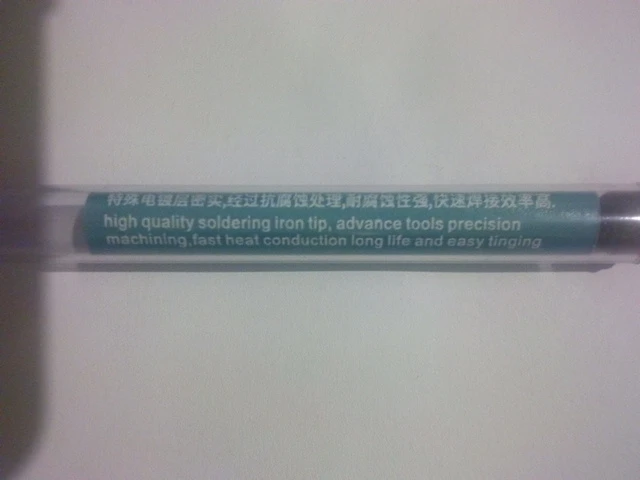 特殊电镀层密实,经过抗腐蚀处理,耐腐蚀性强,快速焊接效率高.
high quality soldering iron tip, advance tools precision
machining,fast heat conduction long life and easy tinging